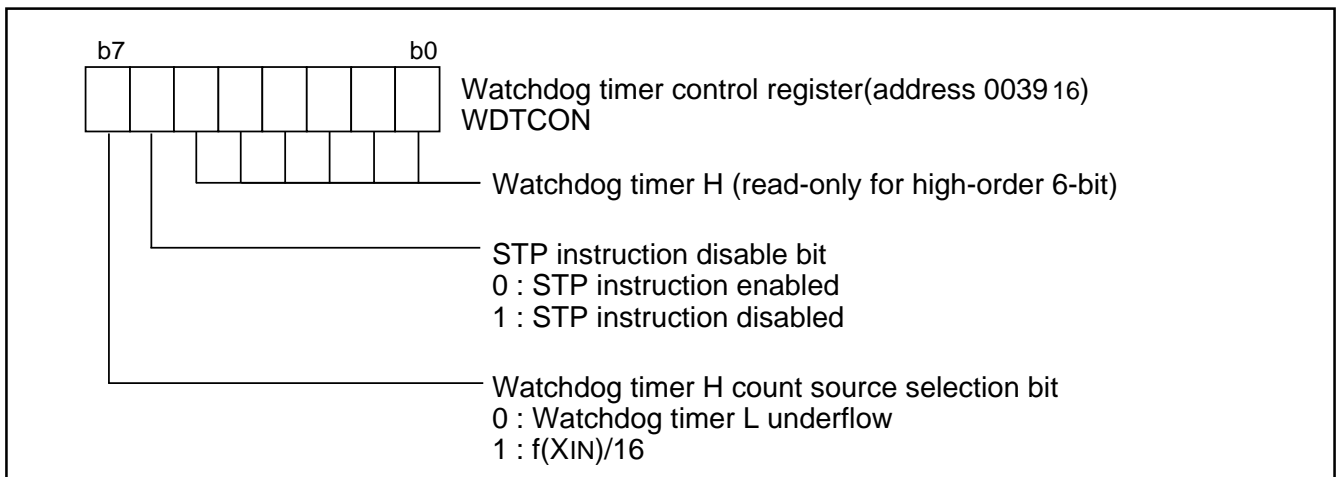 b7 b0
Watchdog timer control register(address 003916)
WDTCON
Watchdog timer H (read-only for high-order 6-bit)
STP instruction disable bit
0 : STP instruction enabled
1 : STP instruction disabled
Watchdog timer H count source selection bit
0 : Watchdog timer L underflow
1 : f(XIN)/16